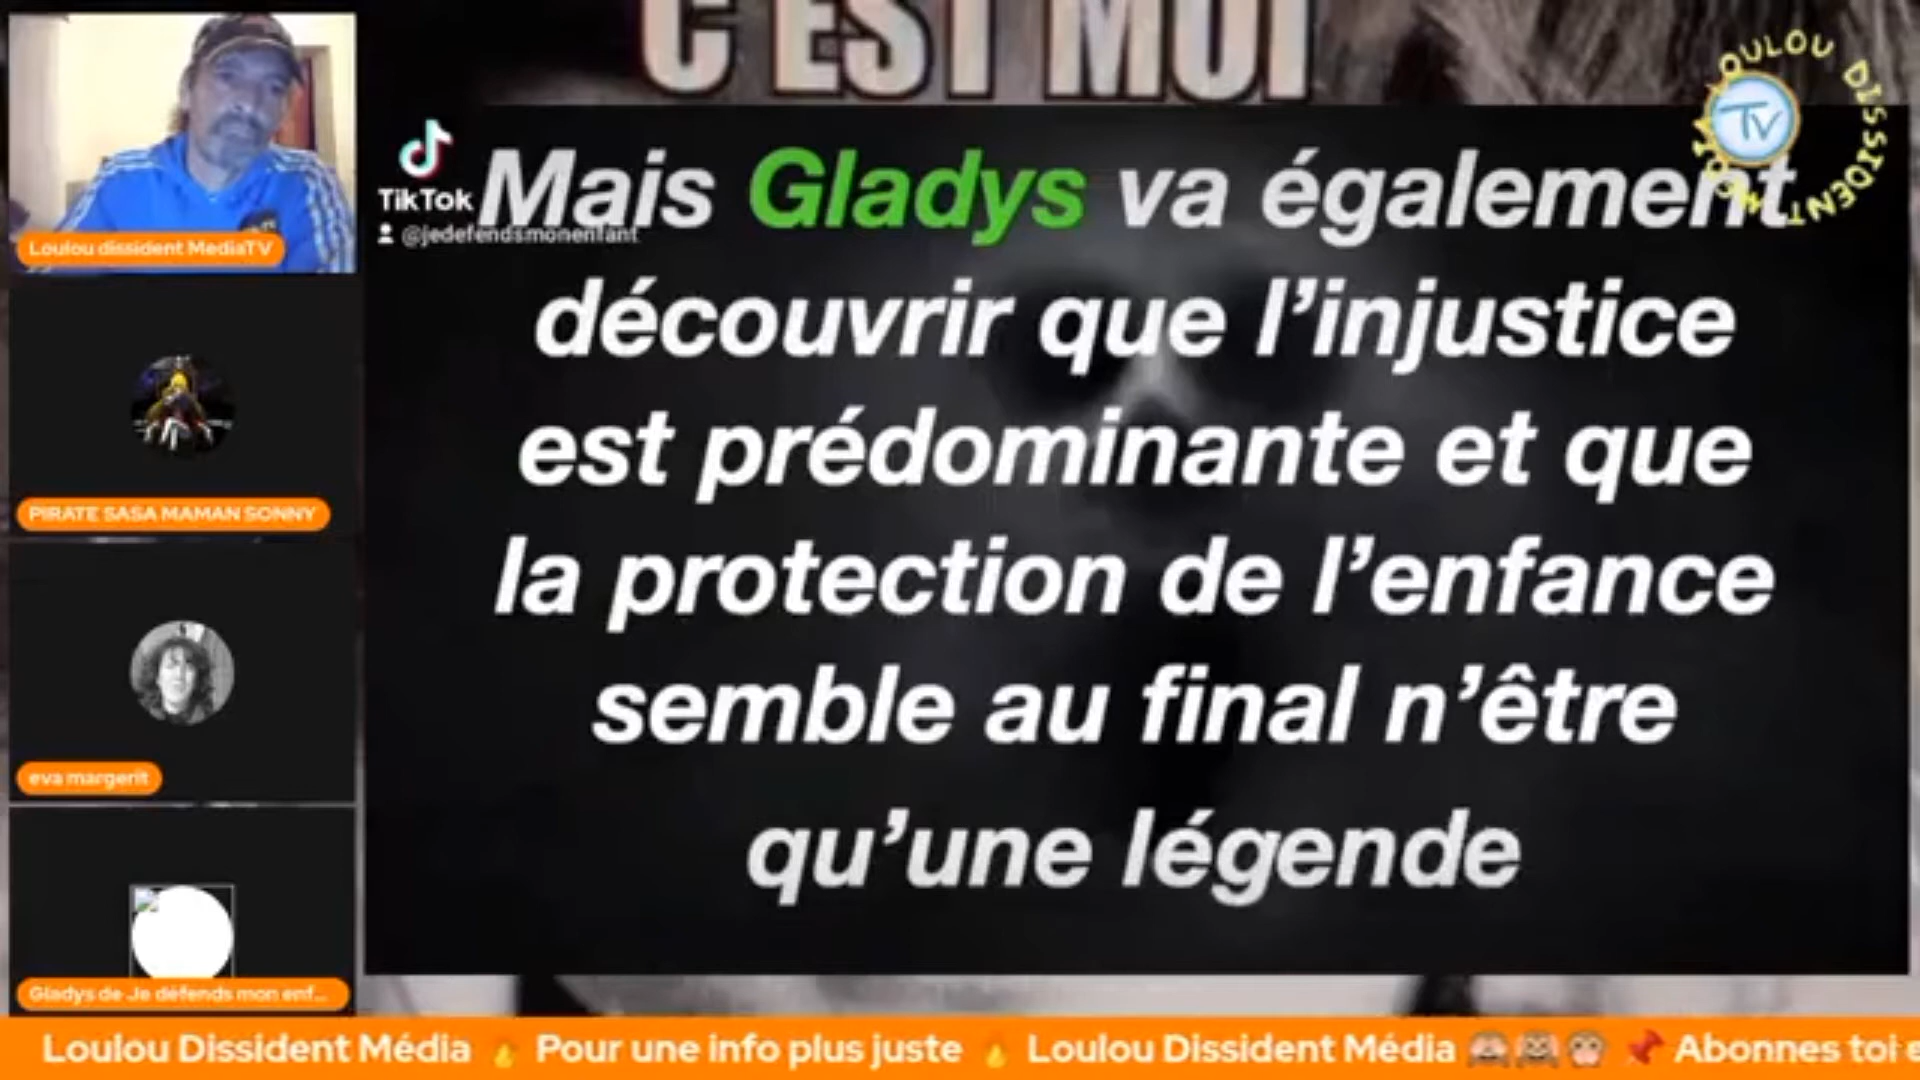 C'EST MOI
LOULOU DISSIDENT
TV
TikTok
@jedefendsmonenfant
Mais Gladys va également
découvrir que l'injustice
est prédominante et que
la protection de l'enfance
semble au final n'être
qu'une légende
Loulou dissident MediaTV
PIRATE SASA MAMAN SONNY
eva margerit
Gladys de Je défends mon enf...
Loulou Dissident Média 🔥 Pour une info plus juste 🔥 Loulou Dissident Média 🙈🙉🙊 📌 Abonnes toi e